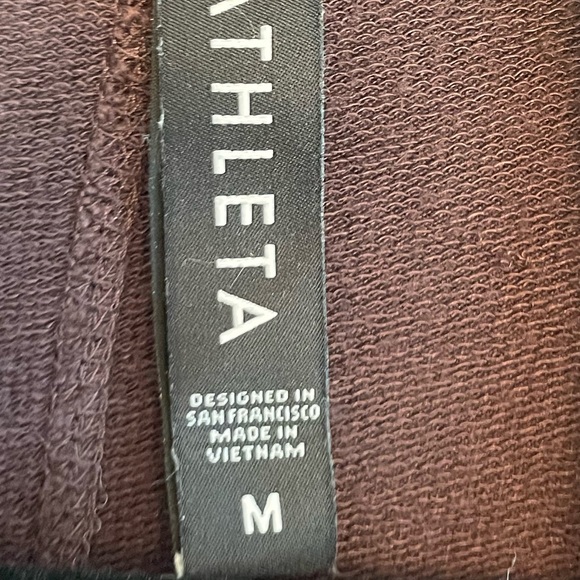 ATHLETA
DESIGNED IN
SAN FRANCISCO
MADE IN
VIETNAM
M